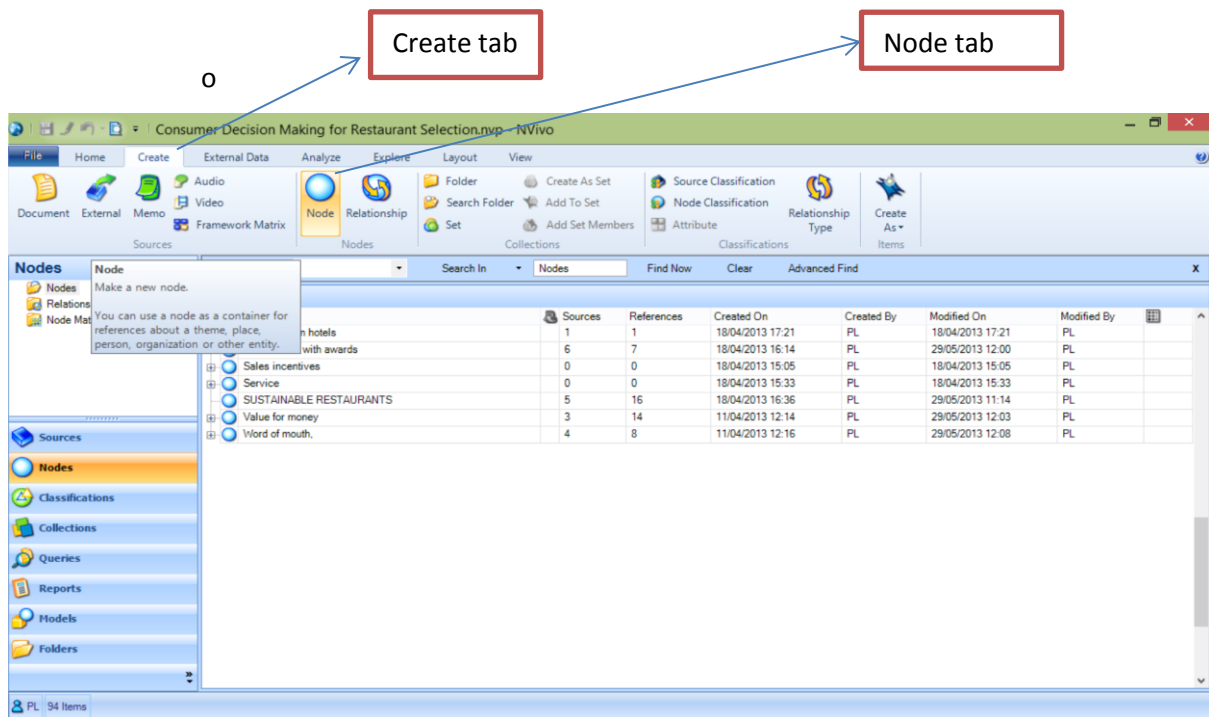 Create tab
Node tab
o
Consumer Decision Making for Restaurant Selection.nvp - NVivo
File Home Create External Data Analyze Explore Layout View
Document External Memo Audio Video Framework Matrix Node Relationship Folder Search Folder Set Create As Set Add To Set Add Set Members Source Classification Node Classification Attribute Relationship Type Create As
Sources Nodes Collections Classifications Items
Nodes Search In Nodes Find Now Clear Advanced Find x
Nodes
Relations
Node Mat
Node
Make a new node.
You can use a node as a container for
references about a theme, place,
person, organization or other entity.
Sources References Created On Created By Modified On Modified By
hotels 1 1 18/04/2013 17:21 PL 18/04/2013 17:21 PL
with awards 6 7 18/04/2013 16:14 PL 29/05/2013 12:00 PL
Sales incentives 0 0 18/04/2013 15:05 PL 18/04/2013 15:05 PL
Service 0 0 18/04/2013 15:33 PL 18/04/2013 15:33 PL
SUSTAINABLE RESTAURANTS 5 16 18/04/2013 16:36 PL 29/05/2013 11:14 PL
Value for money 3 14 11/04/2013 12:14 PL 29/05/2013 12:03 PL
Word of mouth, 4 8 11/04/2013 12:16 PL 29/05/2013 12:08 PL
Sources
Nodes
Classifications
Collections
Queries
Reports
Models
Folders
PL 94 Items